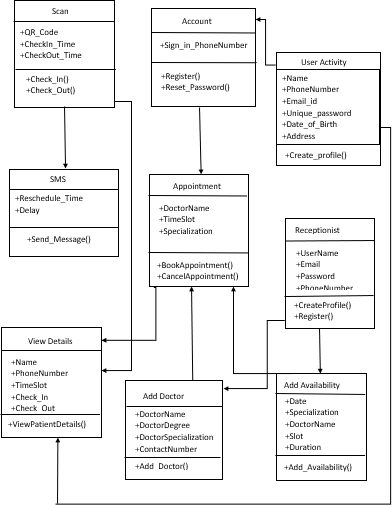 Scan
+QR_Code
+CheckIn_Time
+CheckOut_Time
+Check_In()
+Check_Out()
Account
+Sign_in_PhoneNumber
+Register()
+Reset_Password()
User Activity
+Name
+PhoneNumber
+Email_id
+Unique_password
+Date_of_Birth
+Address
+Create_profile()
SMS
+Reschedule_Time
+Delay
+Send_Message()
Appointment
+DoctorName
+TimeSlot
+Specialization
+BookAppointment()
+CancelAppointment()
Receptionist
+UserName
+Email
+Password
+PhoneNumber
+CreateProfile()
+Register()
View Details
+Name
+PhoneNumber
+TimeSlot
+Check_In
+Check_Out
+ViewPatientDetails()
Add Doctor
+DoctorName
+DoctorDegree
+DoctorSpecialization
+ContactNumber
+Add_Doctor()
Add Availability
+Date
+Specialization
+DoctorName
+Slot
+Duration
+Add_Availability()